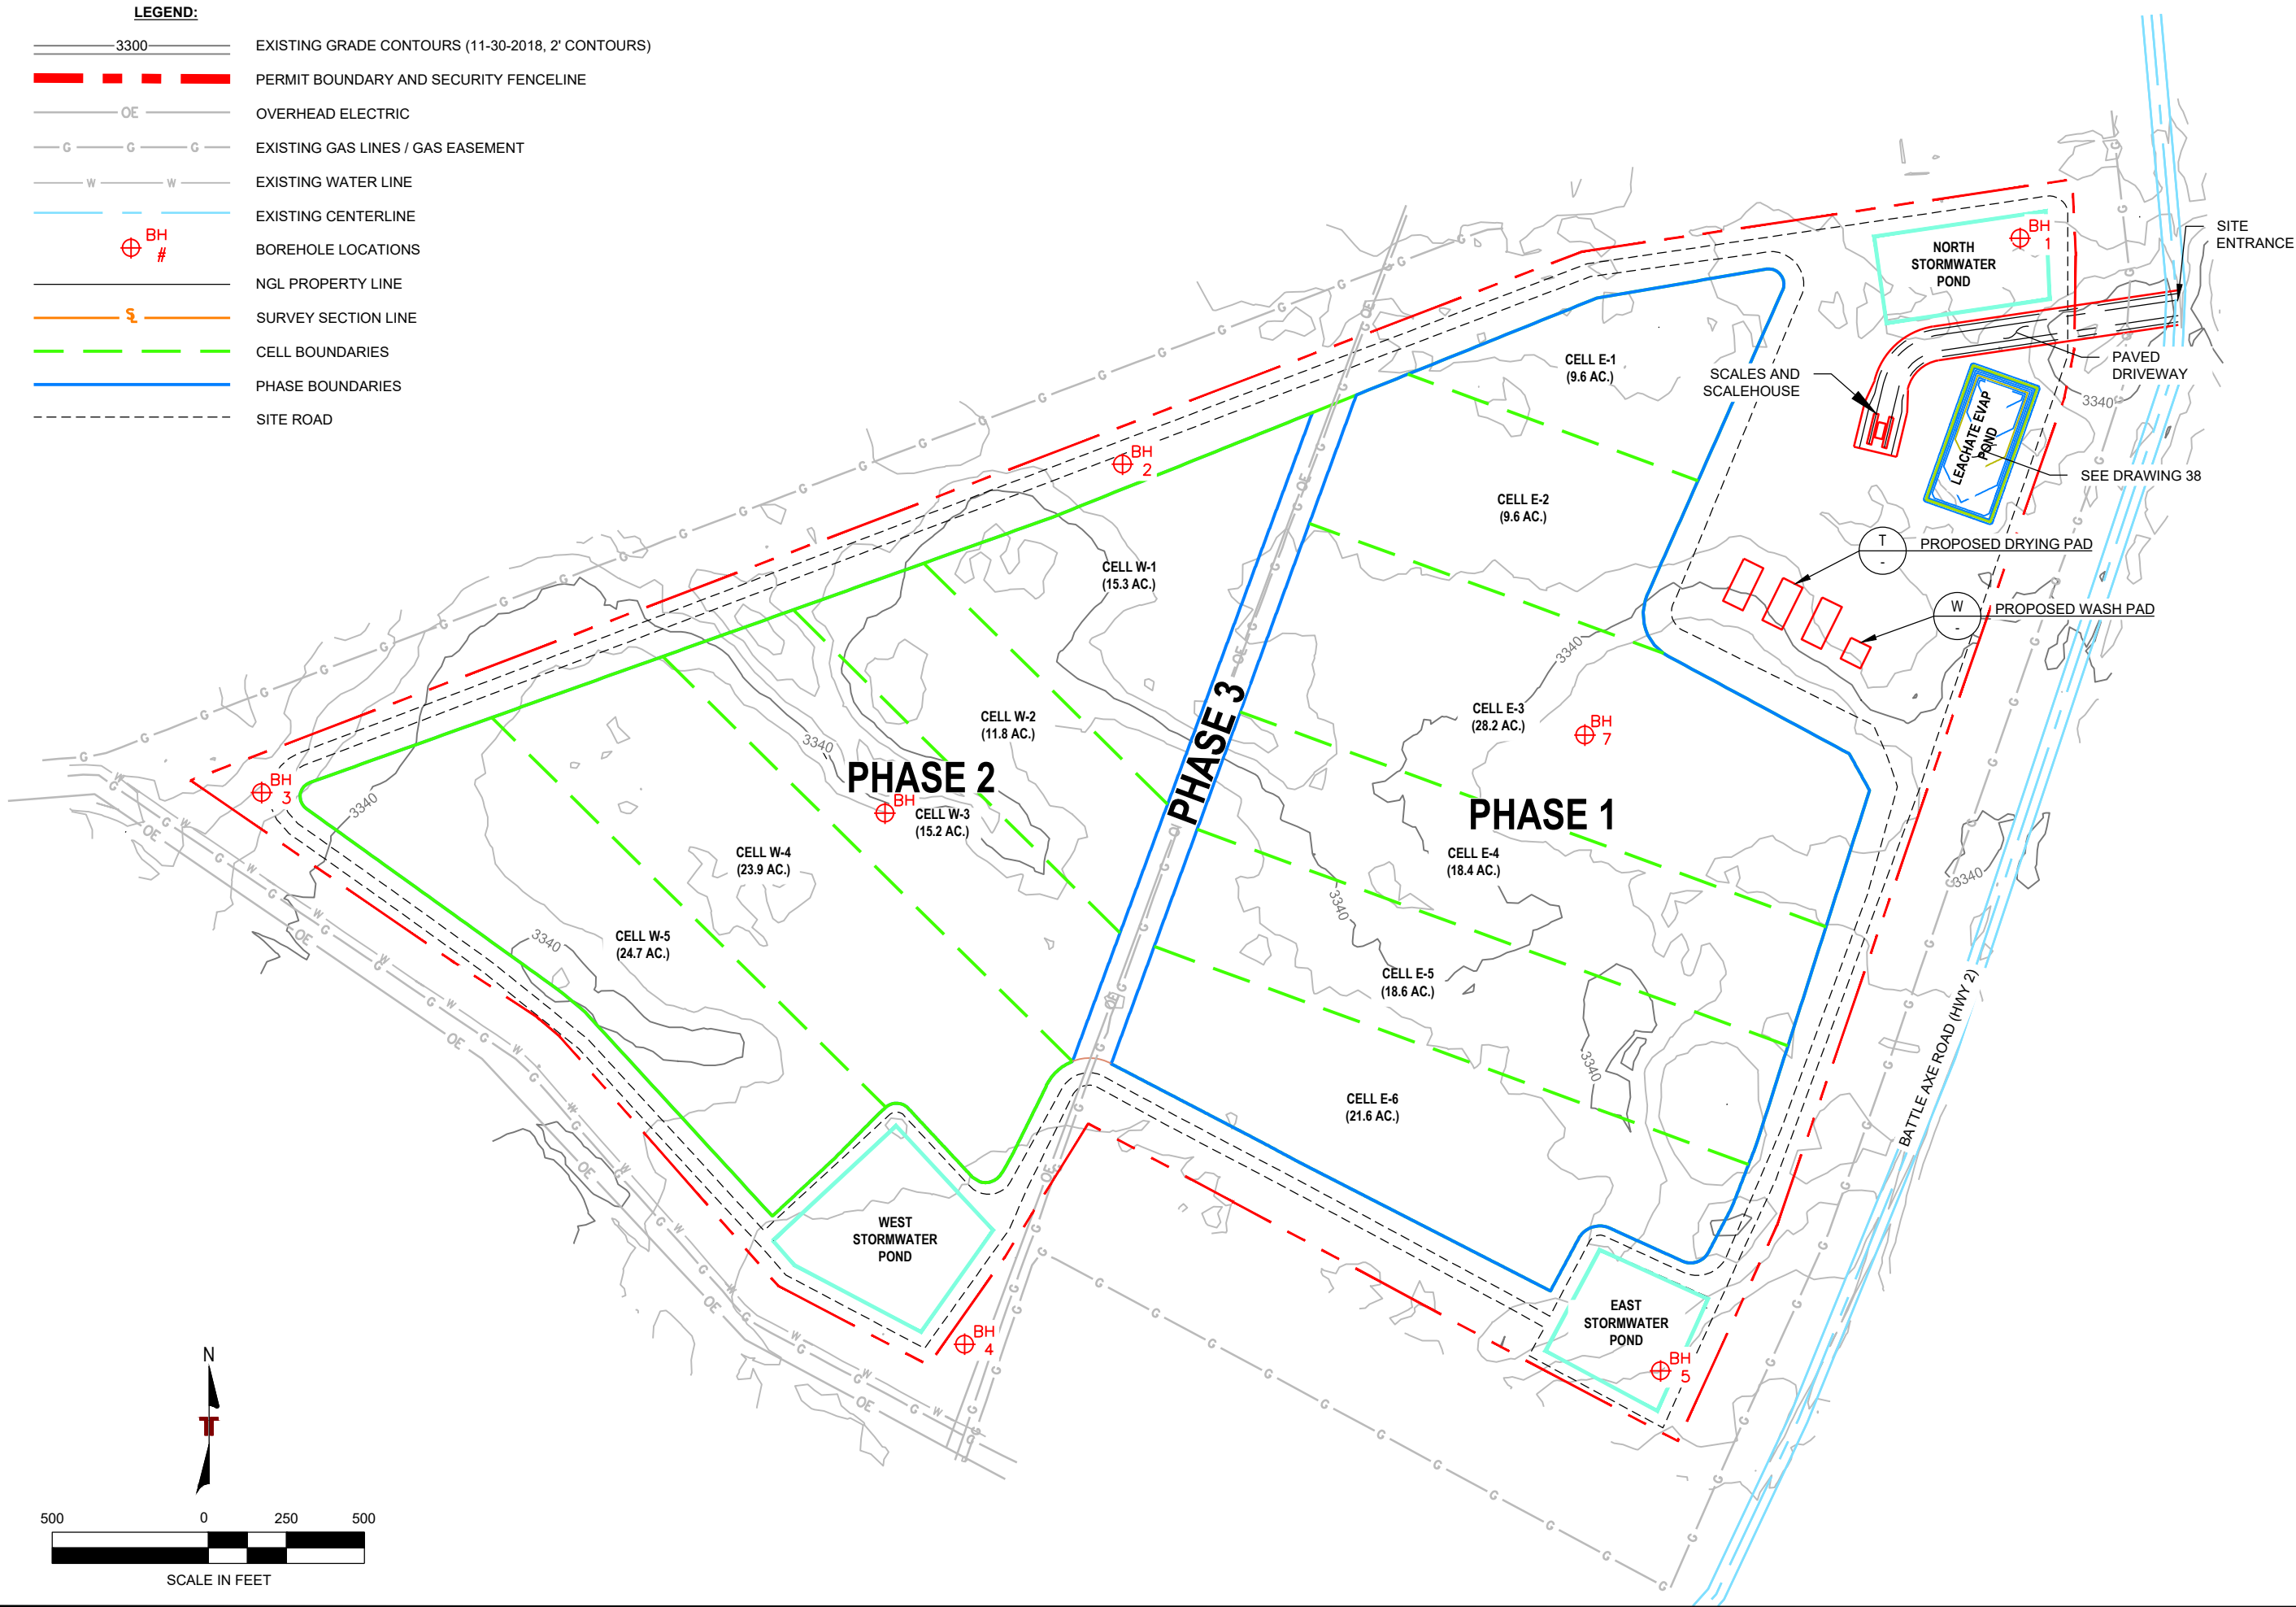 LEGEND:
3300
EXISTING GRADE CONTOURS (11-30-2018, 2' CONTOURS)
PERMIT BOUNDARY AND SECURITY FENCELINE
OE
OVERHEAD ELECTRIC
G G G
EXISTING GAS LINES / GAS EASEMENT
W W
EXISTING WATER LINE
EXISTING CENTERLINE
BH
#
BOREHOLE LOCATIONS
NGL PROPERTY LINE
SURVEY SECTION LINE
CELL BOUNDARIES
PHASE BOUNDARIES
SITE ROAD
BH
1
NORTH
STORMWATER
POND
SITE
ENTRANCE
PAVED
DRIVEWAY
SCALES AND
SCALEHOUSE
LEACHATE EVAP
POND
3340
SEE DRAWING 38
T
-
PROPOSED DRYING PAD
W
-
PROPOSED WASH PAD
CELL E-1
(9.6 AC.)
CELL E-2
(9.6 AC.)
BH
2
CELL W-1
(15.3 AC.)
3340
CELL E-3
(28.2 AC.)
BH
7
CELL W-2
(11.8 AC.)
3340
PHASE 2
PHASE 3
PHASE 1
BH
CELL W-3
(15.2 AC.)
BH
3
3340
CELL W-4
(23.9 AC.)
CELL E-4
(18.4 AC.)
3340
3340
CELL W-5
(24.7 AC.)
3340
CELL E-5
(18.6 AC.)
3340
CELL E-6
(21.6 AC.)
BATTLE AXE ROAD (HWY 2)
WEST
STORMWATER
POND
EAST
STORMWATER
POND
BH
4
BH
5
N
500 0 250 500
SCALE IN FEET